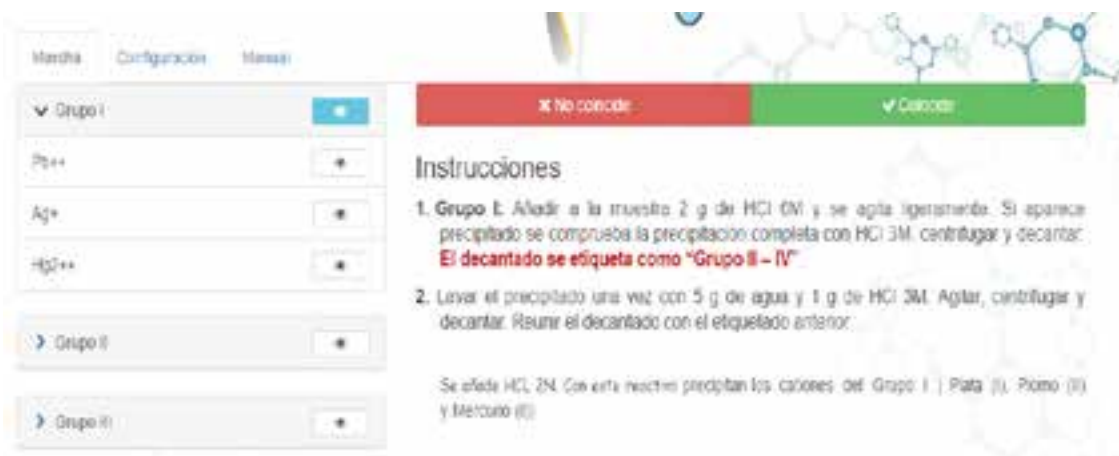 Marcha Configuración Manual
Grupo I
Pb++
Ag+
Hg2++
Grupo II
Grupo III
No coincide Coincide
Instrucciones
1. Grupo I: Añadir a la muestra 2 g de HCl 6M y se agita ligeramente. Si aparece
precipitado se comprueba la precipitación completa con HCl 3M, centrifugar y decantar.
El decantado se etiqueta como "Grupo II – IV"
2. Lavar el precipitado una vez con 5 g de agua y 1 g de HCl 3M. Agitar, centrifugar y
decantar. Reunir el decantado con el etiquetado anterior.
Se añade HCL 2N. Con este reactivo precipitan los cationes del Grupo I : Plata (I), Plomo (II)
y Mercurio